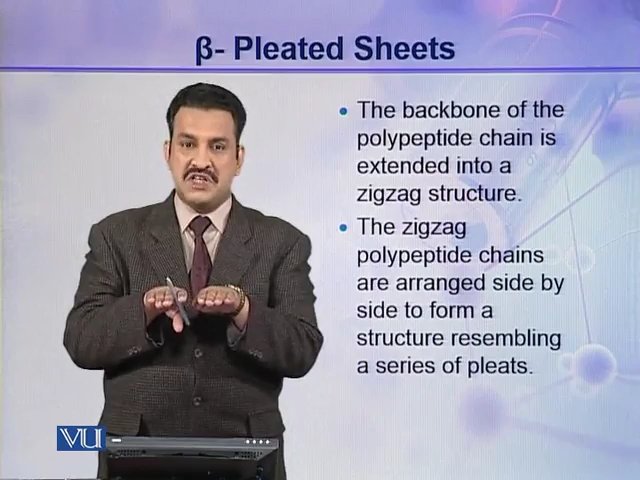 β- Pleated Sheets
• The backbone of the
polypeptide chain is
extended into a
zigzag structure.
• The zigzag
polypeptide chains
are arranged side by
side to form a
structure resembling
a series of pleats.
VU